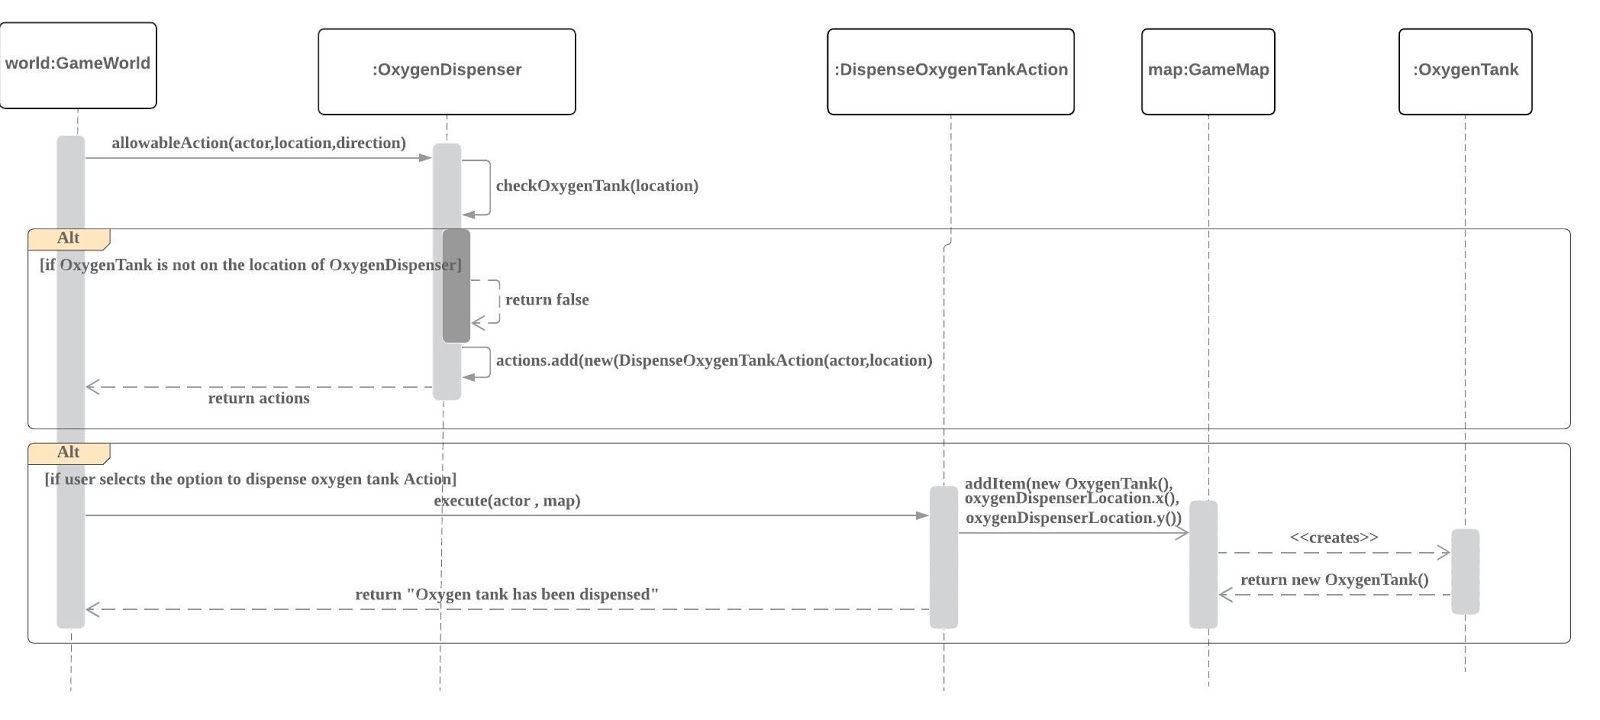 world:GameWorld
:OxygenDispenser
:DispenseOxygenTankAction
map:GameMap
:OxygenTank
allowableAction(actor,location,direction)
checkOxygenTank(location)
Alt
[if OxygenTank is not on the location of OxygenDispenser]
return false
actions.add(new(DispenseOxygenTankAction(actor,location)
return actions
Alt
[if user selects the option to dispense oxygen tank Action]
execute(actor , map)
addItem(new OxygenTank(),
oxygenDispenserLocation.x(),
oxygenDispenserLocation.y())
<<creates>>
return new OxygenTank()
return "Oxygen tank has been dispensed"